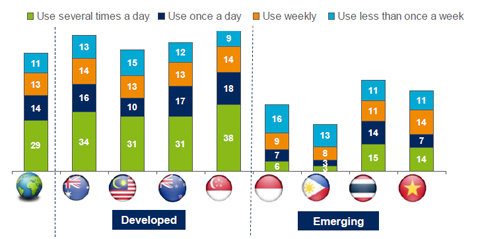 Use several times a day Use once a day Use weekly Use less than once a week
11 13 14 29
13 14 16 34
15 13 10 31
12 13 17 31
9 14 18 38
16 9 7 6
13 8 3 3
11 11 14 15
11 14 7 14
Developed Emerging